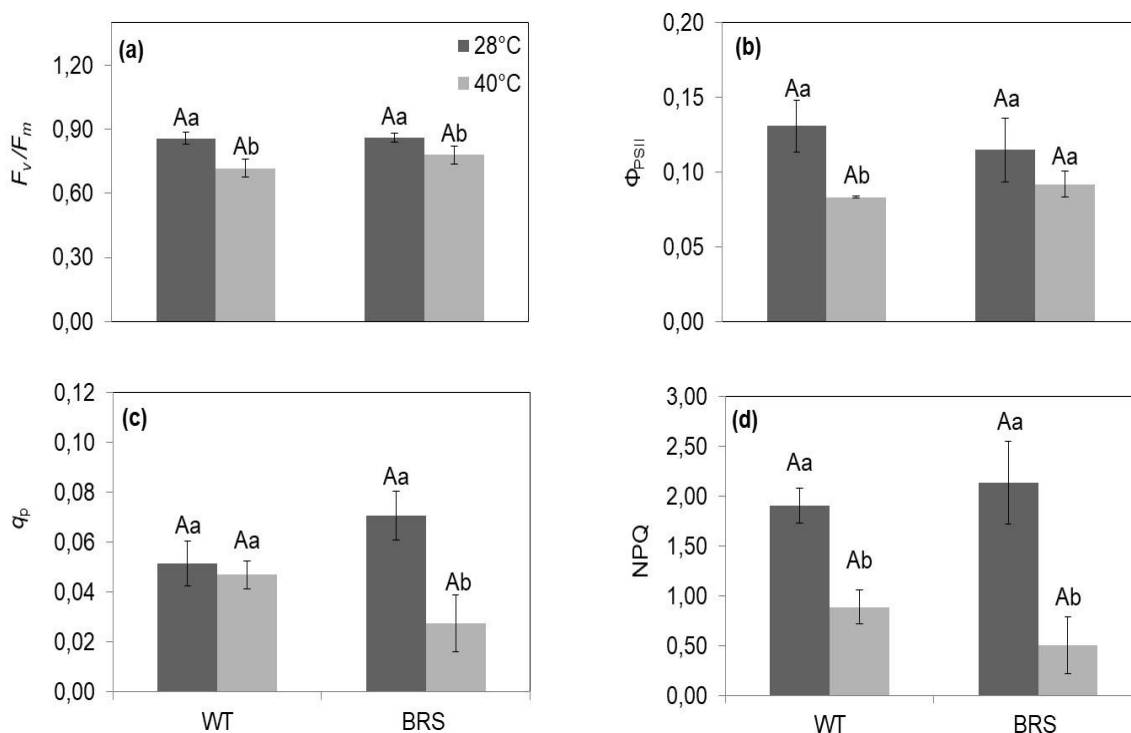 (a)
28°C
40°C
1,20
0,90
0,60
0,30
0,00
Fv/Fm
Aa
Ab
Aa
Ab
(b)
0,20
0,15
0,10
0,05
0,00
ΦPSII
Aa
Ab
Aa
Aa
(c)
0,12
0,10
0,08
0,06
0,04
0,02
0,00
qp
Aa
Aa
Aa
Ab
WT
BRS
(d)
3,00
2,50
2,00
1,50
1,00
0,50
0,00
NPQ
Aa
Ab
Aa
Ab
WT
BRS